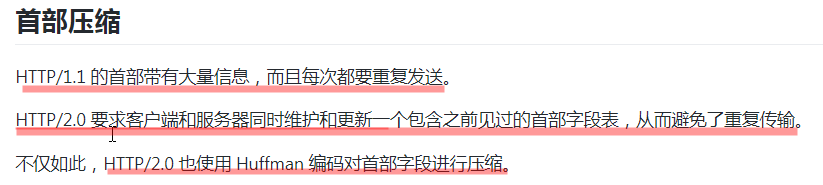 首部压缩
HTTP/1.1 的首部带有大量信息，而且每次都要重复发送。
HTTP/2.0 要求客户端和服务器同时维护和更新一个包含之前见过的首部字段表，从而避免了重复传输。
不仅如此，HTTP/2.0 也使用 Huffman 编码对首部字段进行压缩。